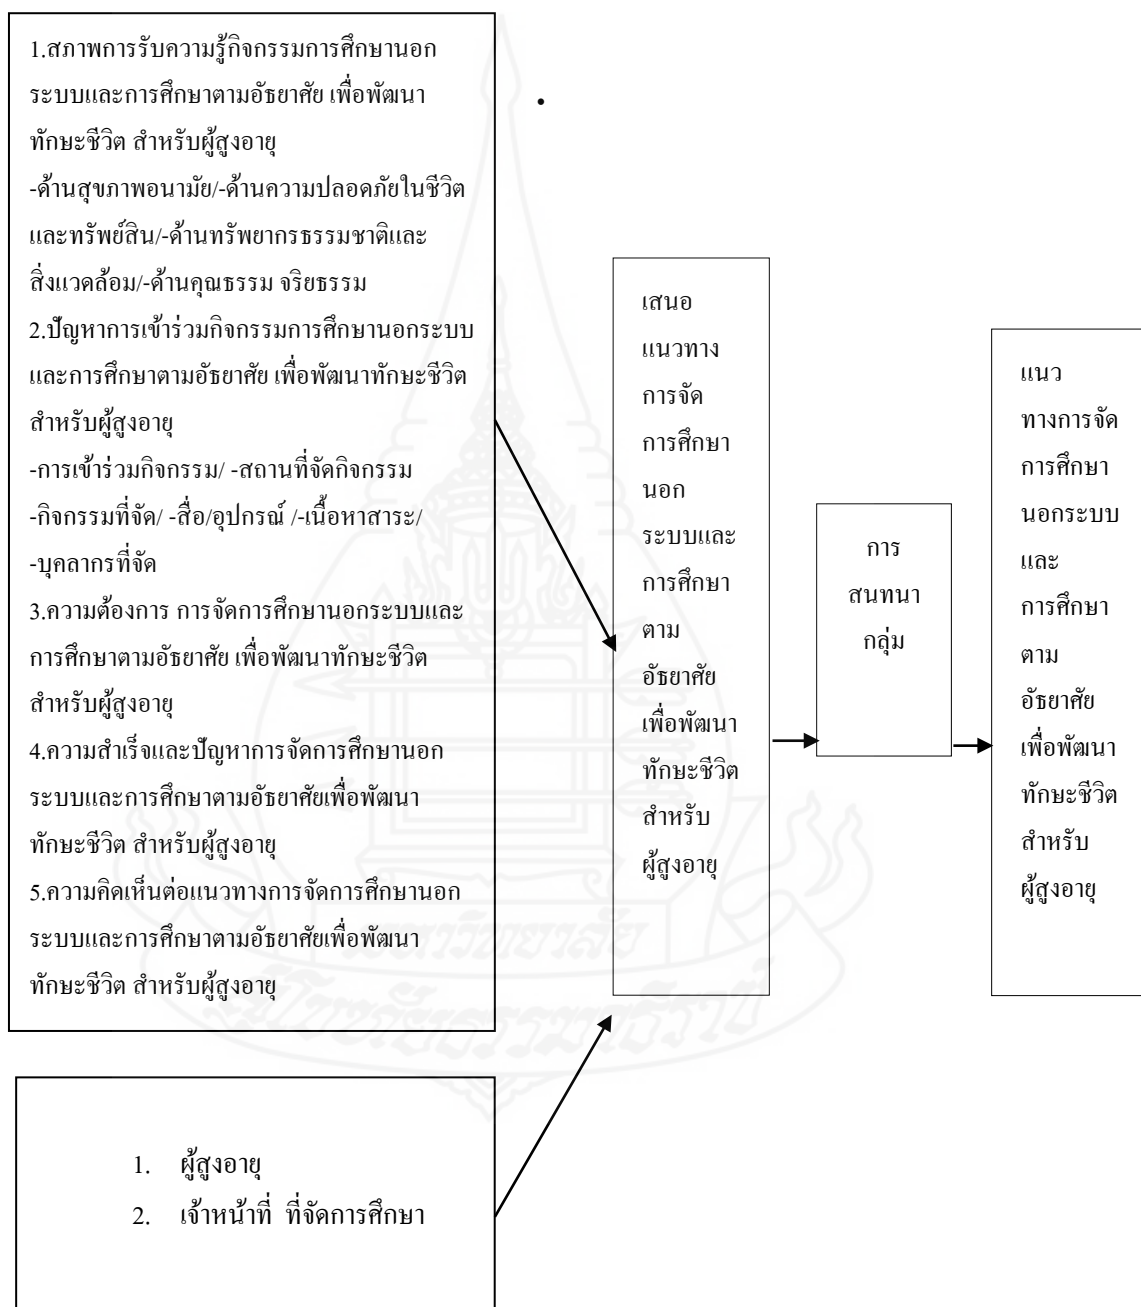 1.สภาพการรับความรู้กิจกรรมการศึกษานอก
ระบบและการศึกษาตามอัธยาศัย เพื่อพัฒนา
ทักษะชีวิต สำหรับผู้สูงอายุ
-ด้านสุขภาพอนามัย/-ด้านความปลอดภัยในชีวิต
และทรัพย์สิน/-ด้านทรัพยากรธรรมชาติและ
สิ่งแวดล้อม/-ด้านคุณธรรม จริยธรรม
2.ปัญหาการเข้าร่วมกิจกรรมการศึกษานอกระบบ
และการศึกษาตามอัธยาศัย เพื่อพัฒนาทักษะชีวิต
สำหรับผู้สูงอายุ
-การเข้าร่วมกิจกรรม/ -สถานที่จัดกิจกรรม
-กิจกรรมที่จัด/ -สื่อ/อุปกรณ์ /-เนื้อหาสาระ/
-บุคลากรที่จัด
3.ความต้องการ การจัดการศึกษานอกระบบและ
การศึกษาตามอัธยาศัย เพื่อพัฒนาทักษะชีวิต
สำหรับผู้สูงอายุ
4.ความสำเร็จและปัญหาการจัดการศึกษานอก
ระบบและการศึกษาตามอัธยาศัยเพื่อพัฒนา
ทักษะชีวิต สำหรับผู้สูงอายุ
5.ความคิดเห็นต่อแนวทางการจัดการศึกษานอก
ระบบและการศึกษาตามอัธยาศัยเพื่อพัฒนา
ทักษะชีวิต สำหรับผู้สูงอายุ
1. ผู้สูงอายุ
2. เจ้าหน้าที่ ที่จัดการศึกษา
เสนอ
แนวทาง
การจัด
การศึกษา
นอก
ระบบและ
การศึกษา
ตาม
อัธยาศัย
เพื่อพัฒนา
ทักษะชีวิต
สำหรับ
ผู้สูงอายุ
การ
สนทนา
กลุ่ม
แนว
ทางการจัด
การศึกษา
นอกระบบ
และ
การศึกษา
ตาม
อัธยาศัย
เพื่อพัฒนา
ทักษะชีวิต
สำหรับ
ผู้สูงอายุ
มหาวิทยาลัย
สุโขทัยธรรมาธิราช